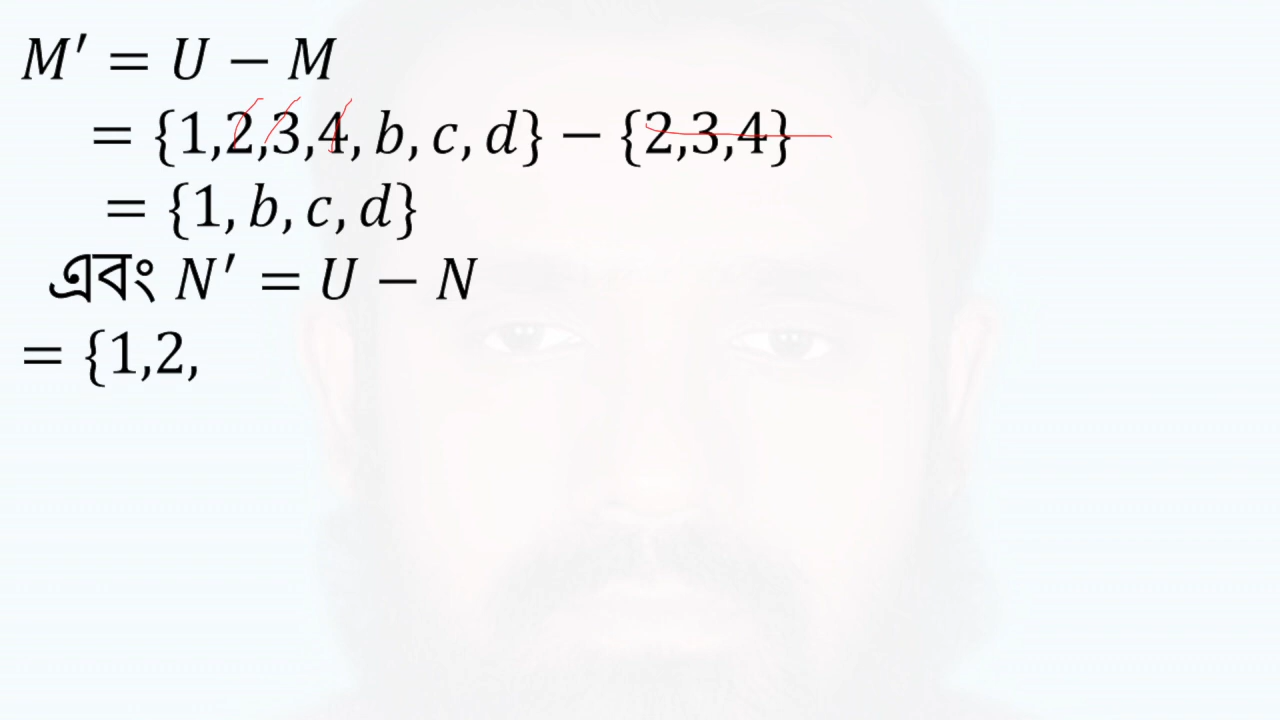 M′ = U − M
= {1,2,3,4, b, c, d} − {2,3,4}
= {1, b, c, d}
এবং N′ = U − N
= {1,2,